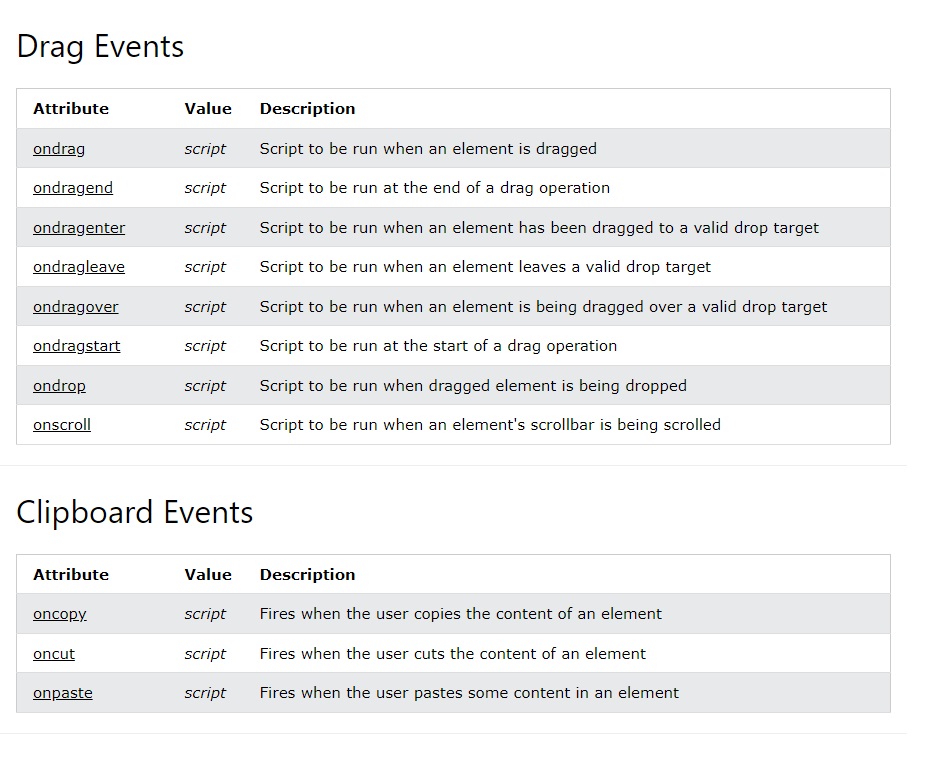 Drag Events
Attribute Value Description
ondrag script Script to be run when an element is dragged
ondragend script Script to be run at the end of a drag operation
ondragenter script Script to be run when an element has been dragged to a valid drop target
ondragleave script Script to be run when an element leaves a valid drop target
ondragover script Script to be run when an element is being dragged over a valid drop target
ondragstart script Script to be run at the start of a drag operation
ondrop script Script to be run when dragged element is being dropped
onscroll script Script to be run when an element's scrollbar is being scrolled
Clipboard Events
Attribute Value Description
oncopy script Fires when the user copies the content of an element
oncut script Fires when the user cuts the content of an element
onpaste script Fires when the user pastes some content in an element